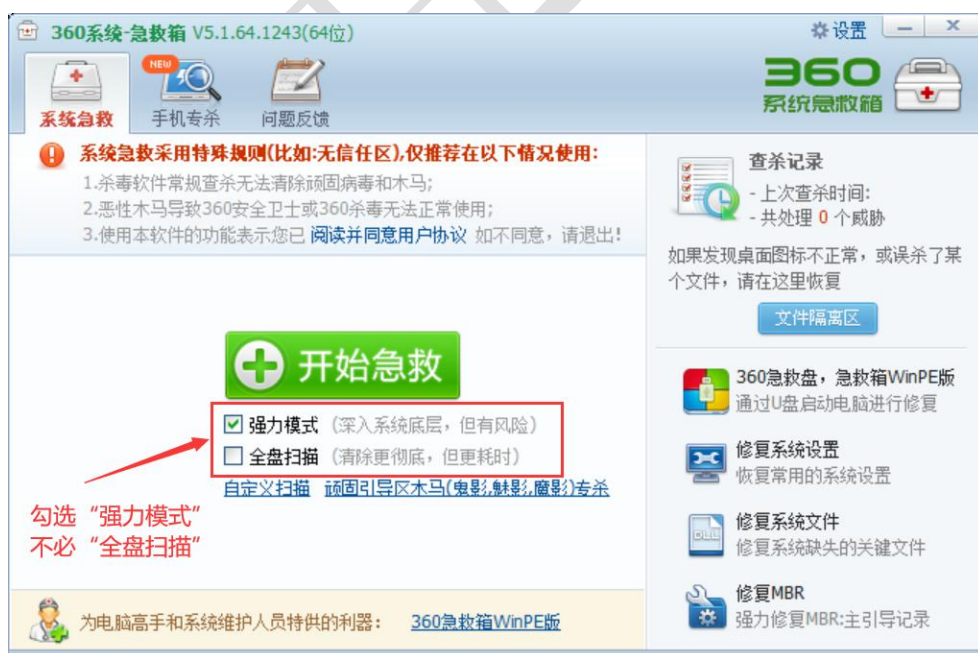 360系统-急救箱 V5.1.64.1243(64位)
设置
系统急救
NEW
手机专杀
问题反馈
360
系统急救箱
系统急救采用特殊规则(比如:无信任区),仅推荐在以下情况使用:
1.杀毒软件常规查杀无法清除顽固病毒和木马;
2.恶性木马导致360安全卫士或360杀毒无法正常使用;
3.使用本软件的功能表示您已 阅读并同意用户协议 如不同意，请退出!
开始急救
强力模式（深入系统底层，但有风险）
全盘扫描（清除更彻底，但更耗时）
自定义扫描 顽固引导区木马(鬼影,魅影,魔影)专杀
勾选“强力模式”
不必“全盘扫描”
为电脑高手和系统维护人员特供的利器： 360急救箱WinPE版
查杀记录
- 上次查杀时间:
- 共处理 0 个威胁
如果发现桌面图标不正常，或误杀了某
个文件，请在这里恢复
文件隔离区
360急救盘，急救箱WinPE版
通过U盘启动电脑进行修复
修复系统设置
恢复常用的系统设置
DLL
修复系统文件
修复系统缺失的关键文件
修复MBR
强力修复MBR:主引导记录